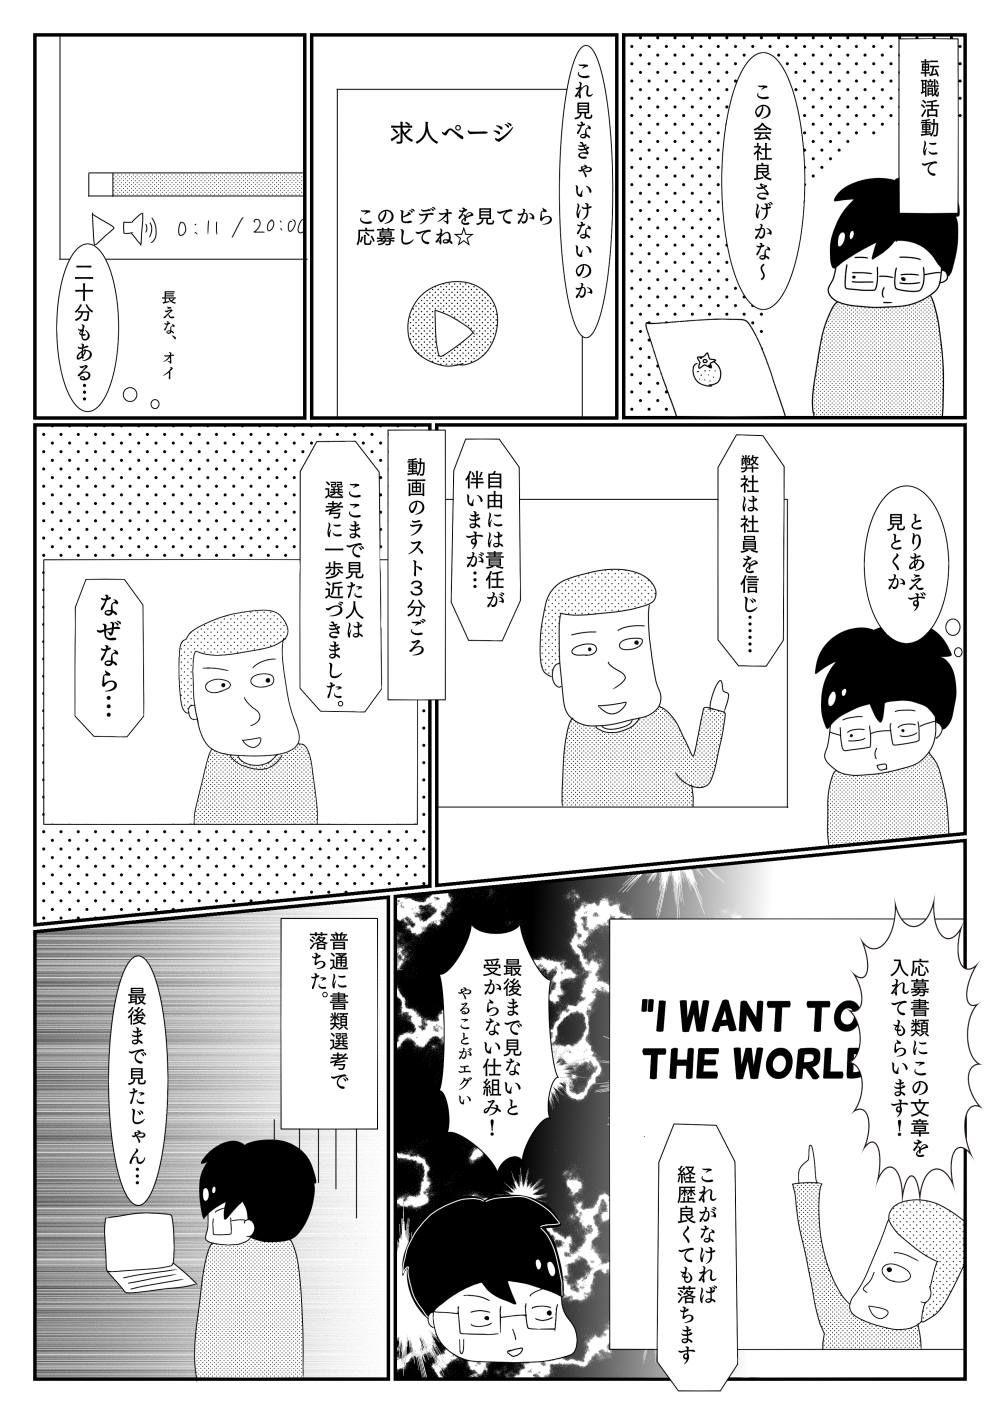 転職活動にて
この会社良さげかな〜
これ見なきゃいけないのか
求人ページ
このビデオを見てから
応募してね☆
0:11 / 20:00
長えな、オイ
二十分もある…
とりあえず
見とくか
弊社は社員を信じ……
自由には責任が
伴いますが…
動画のラスト３分ごろ
ここまで見た人は
選考に一歩近づきました。
なぜなら…
応募書類にこの文章を
入れてもらいます！
"I WANT TO
THE WORLD
これがなければ
経歴良くても落ちます
最後まで見ないと
受からない仕組み！
やることがエグい
普通に書類選考で
落ちた。
最後まで見たじゃん…